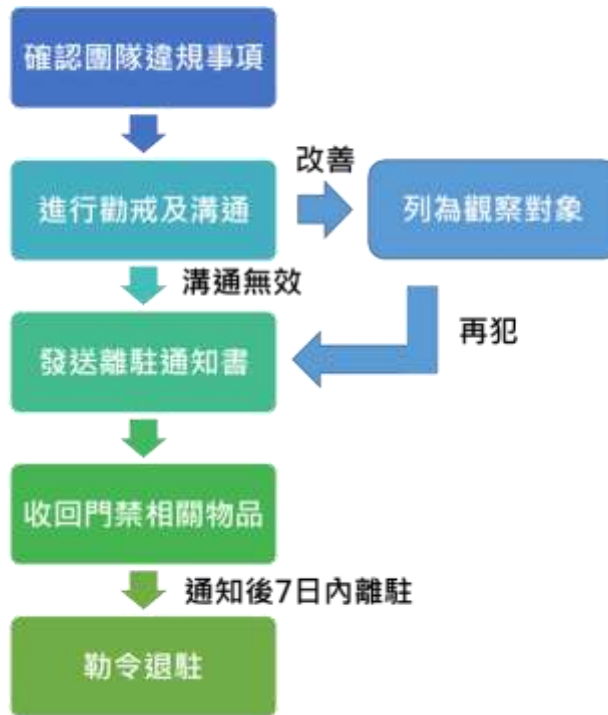 確認團隊違規事項
改善
進行勸戒及溝通
列為觀察對象
溝通無效
再犯
發送離駐通知書
收回門禁相關物品
通知後7日內離駐
勒令退駐